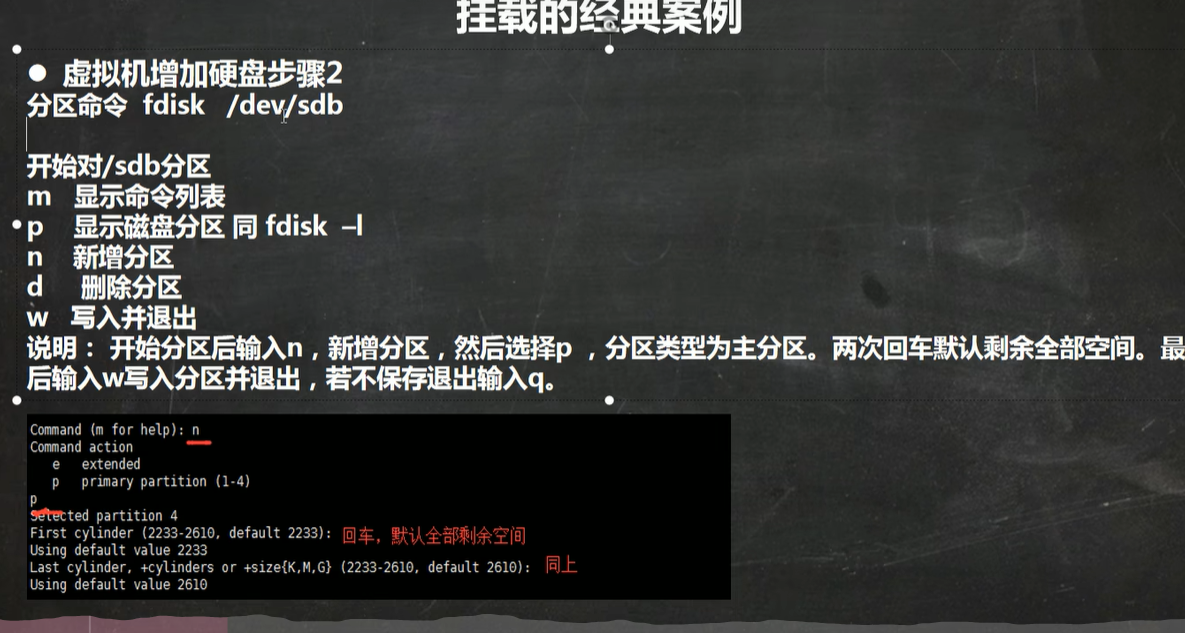 挂载的经典案例
● 虚拟机增加硬盘步骤2
分区命令 fdisk /dev/sdb
开始对/sdb分区
m 显示命令列表
p 显示磁盘分区 同 fdisk –l
n 新增分区
d 删除分区
w 写入并退出
说明： 开始分区后输入n，新增分区，然后选择p ，分区类型为主分区。两次回车默认剩余全部空间。最
后输入w写入分区并退出，若不保存退出输入q。
Command (m for help): n
Command action
e extended
p primary partition (1-4)
p
Selected partition 4
First cylinder (2233-2610, default 2233): 回车，默认全部剩余空间
Using default value 2233
Last cylinder, +cylinders or +size{K,M,G} (2233-2610, default 2610): 同上
Using default value 2610